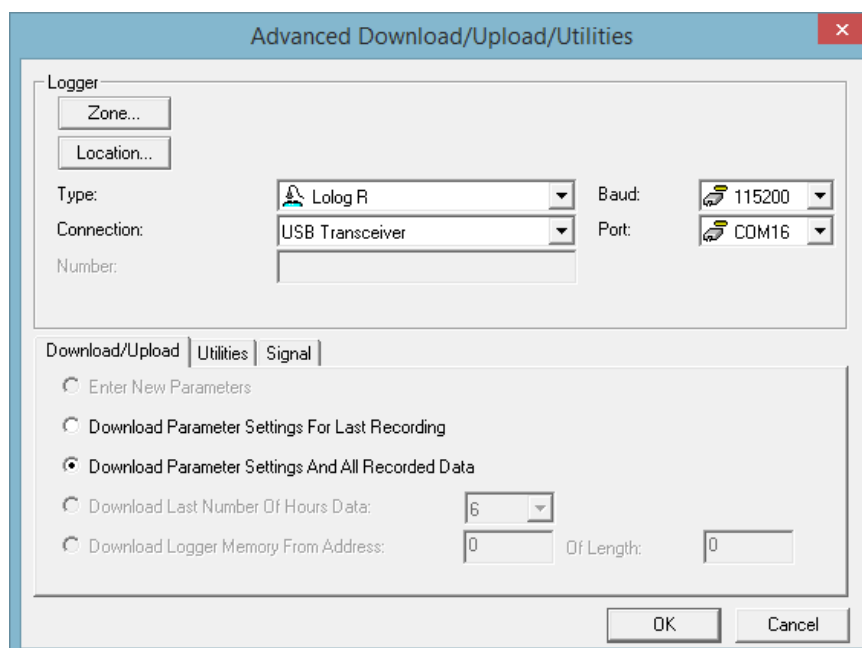 Advanced Download/Upload/Utilities
Logger
Zone...
Location...
Type: Lolog R Baud: 115200
Connection: USB Transceiver Port: COM16
Number:
Download/Upload Utilities Signal
Enter New Parameters
Download Parameter Settings For Last Recording
Download Parameter Settings And All Recorded Data
Download Last Number Of Hours Data: 6
Download Logger Memory From Address: 0 Of Length: 0
OK Cancel